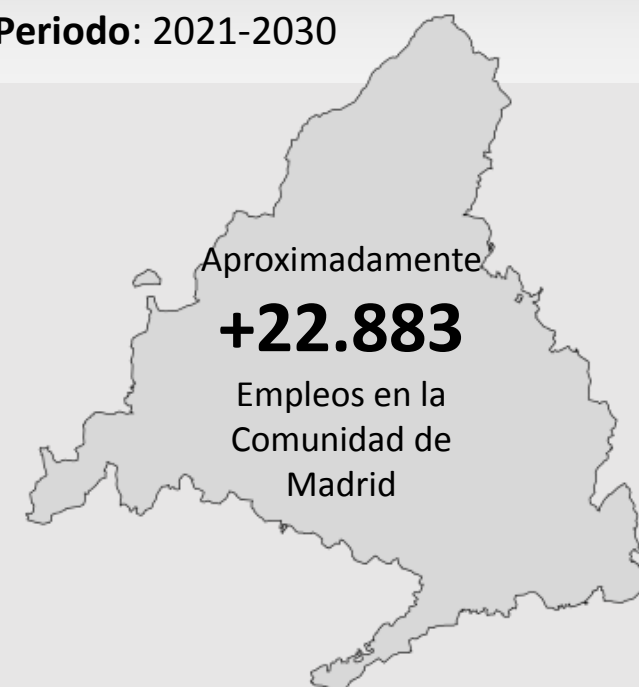 Periodo: 2021-2030
Aproximadamente
+22.883
Empleos en la
Comunidad de
Madrid